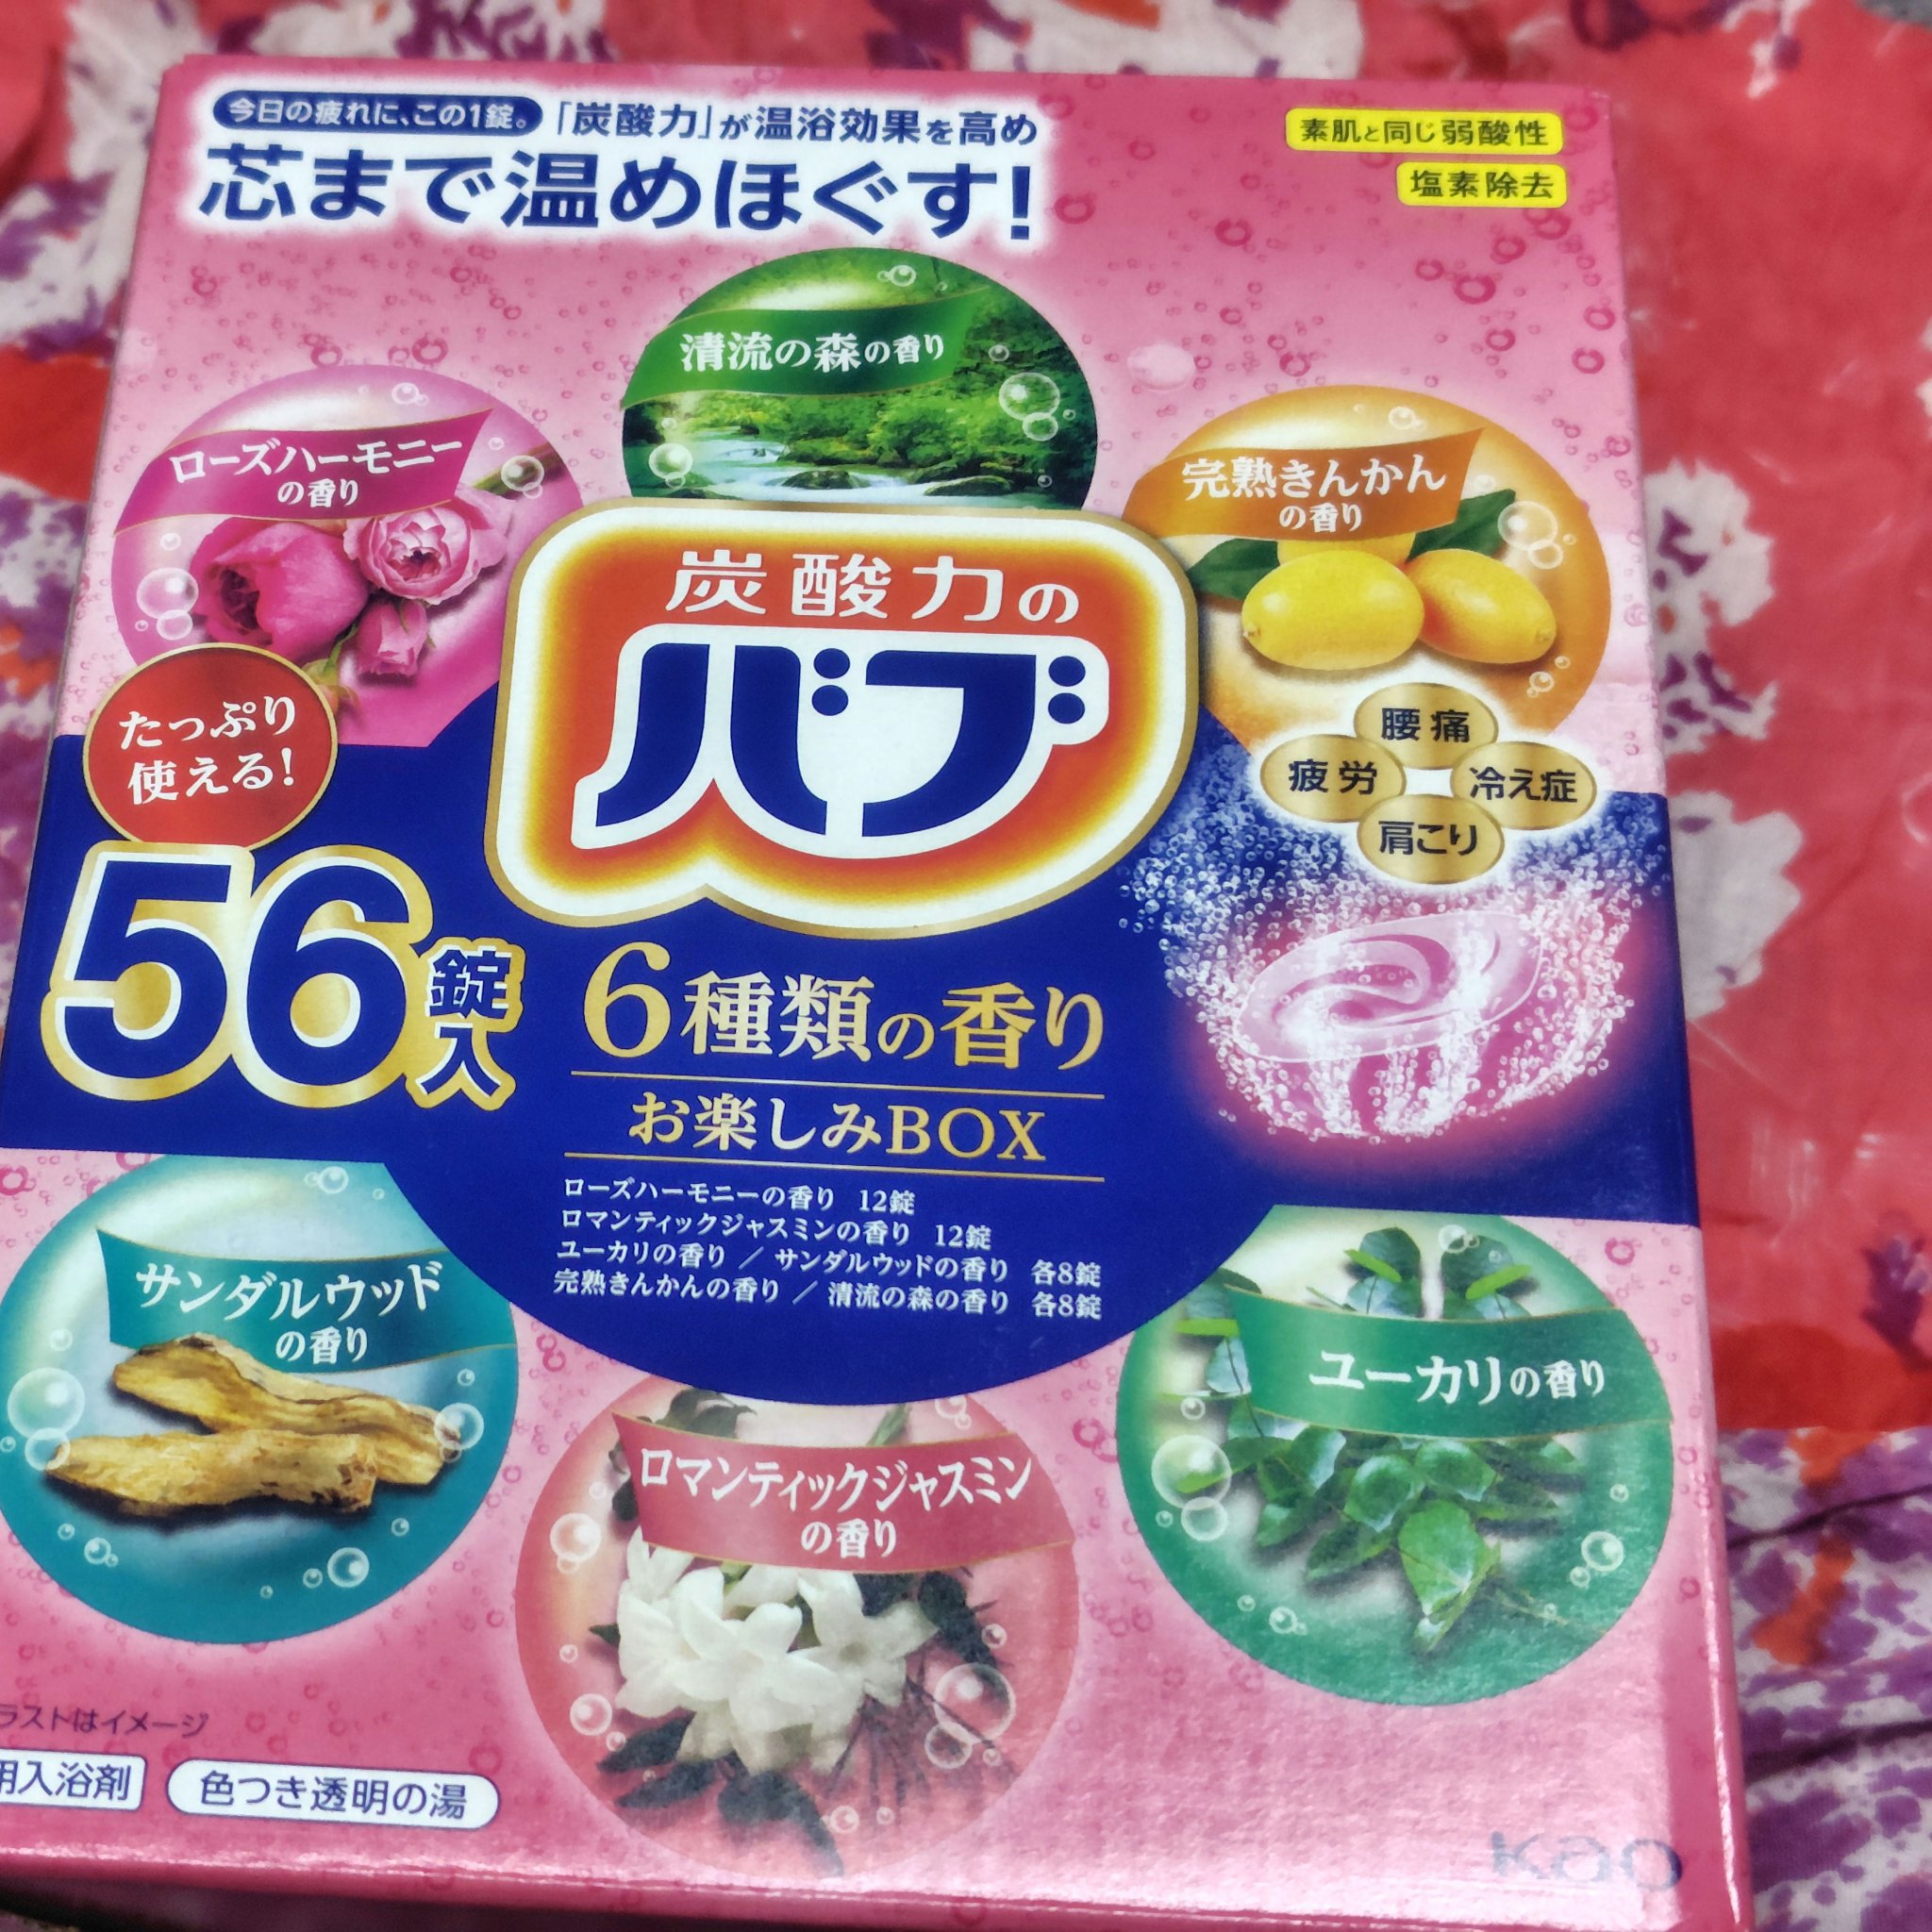 今日の疲れに、この1錠。「炭酸力」が温浴効果を高め
芯まで温めほぐす!
素肌と同じ弱酸性
塩素除去
清流の森の香り
ローズハーモニー
の香り
完熟きんかん
の香り
炭酸力の
バブ
たっぷり
使える!
腰痛
疲労
冷え症
肩こり
56錠入
6種類の香り
お楽しみBOX
ローズハーモニーの香り 12錠
ロマンティックジャスミンの香り 12錠
ユーカリの香り / サンダルウッドの香り 各8錠
完熟きんかんの香り / 清流の森の香り 各8錠
サンダルウッド
の香り
ユーカリの香り
ロマンティックジャスミン
の香り
ラストはイメージ
用入浴剤
色つき透明の湯
Kao